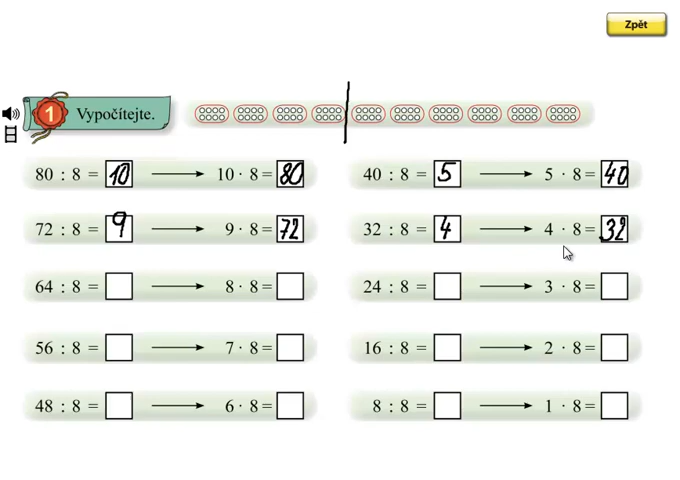 Zpět
1 Vypočítejte.
80 : 8 = 10 → 10 · 8 = 80
40 : 8 = 5 → 5 · 8 = 40
72 : 8 = 9 → 9 · 8 = 72
32 : 8 = 4 → 4 · 8 = 32
64 : 8 = → 8 · 8 =
24 : 8 = → 3 · 8 =
56 : 8 = → 7 · 8 =
16 : 8 = → 2 · 8 =
48 : 8 = → 6 · 8 =
8 : 8 = → 1 · 8 =